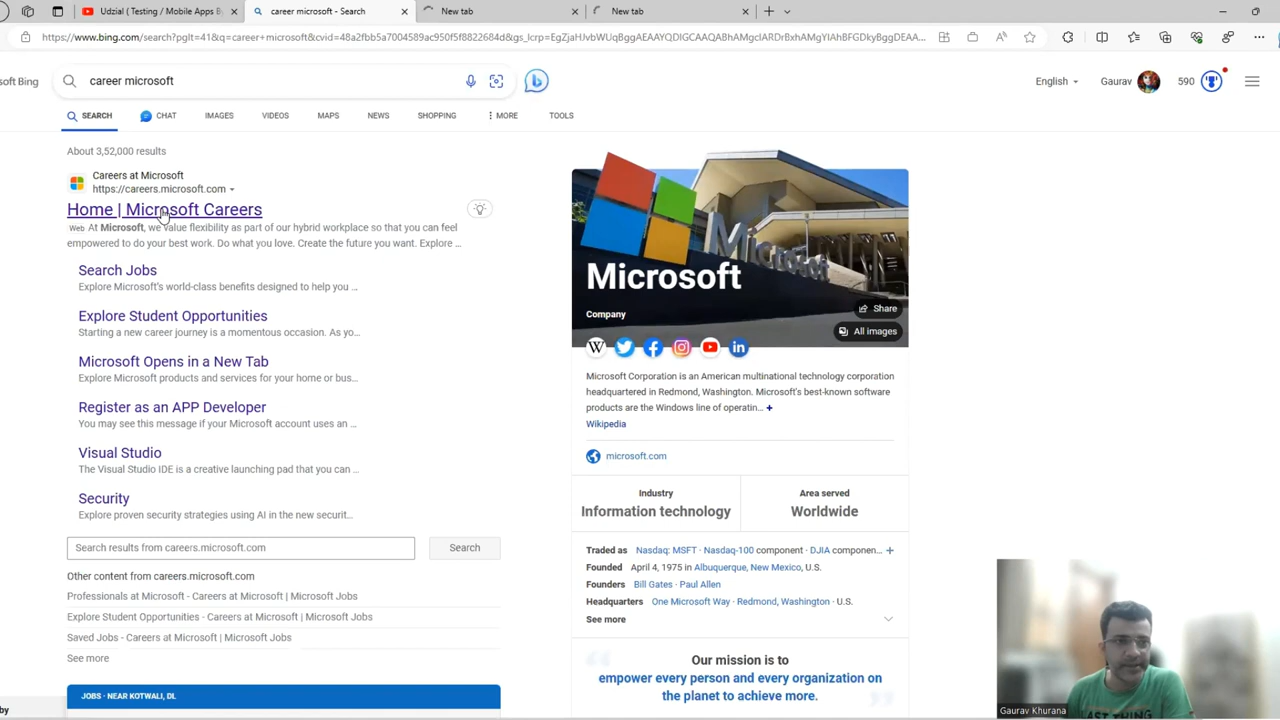 Udzial ( Testing / Mobile Apps B
career microsoft - Search
New tab
New tab
https://www.bing.com/search?pglt=41&q=career+microsoft&cvid=48a2fbb5a7004589ac950f5f8822684d&gs_lcrp=EgZjaHJvbWUqBggAEAAYQDIGCAAQABhAMgcIARDrBxhAMgYIAhBFGDkyBggDEAA...
soft Bing
career microsoft
English
Gaurav
590
SEARCH
CHAT
IMAGES
VIDEOS
MAPS
NEWS
SHOPPING
MORE
TOOLS
About 3,52,000 results
Careers at Microsoft
https://careers.microsoft.com
Home | Microsoft Careers
Web At Microsoft, we value flexibility as part of our hybrid workplace so that you can feel
empowered to do your best work. Do what you love. Create the future you want. Explore ...
Search Jobs
Explore Microsoft's world-class benefits designed to help you ...
Explore Student Opportunities
Starting a new career journey is a momentous occasion. As yo...
Microsoft Opens in a New Tab
Explore Microsoft products and services for your home or bus...
Register as an APP Developer
You may see this message if your Microsoft account uses an ...
Visual Studio
The Visual Studio IDE is a creative launching pad that you can ...
Security
Explore proven security strategies using AI in the new securit...
Search results from careers.microsoft.com
Search
Other content from careers.microsoft.com
Professionals at Microsoft - Careers at Microsoft | Microsoft Jobs
Explore Student Opportunities - Careers at Microsoft | Microsoft Jobs
Saved Jobs - Careers at Microsoft | Microsoft Jobs
See more
JOBS · NEAR KOTWALI, DL
by
Microsoft
Microsoft
Company
Share
All images
Microsoft Corporation is an American multinational technology corporation
headquartered in Redmond, Washington. Microsoft's best-known software
products are the Windows line of operatin... +
Wikipedia
microsoft.com
Industry
Information technology
Area served
Worldwide
Traded as Nasdaq: MSFT · Nasdaq-100 component · DJIA componen... +
Founded April 4, 1975 in Albuquerque, New Mexico, U.S.
Founders Bill Gates · Paul Allen
Headquarters One Microsoft Way · Redmond, Washington · U.S.
See more
Our mission is to
empower every person and every organization on
the planet to achieve more.
LAST THING
Gaurav Khurana